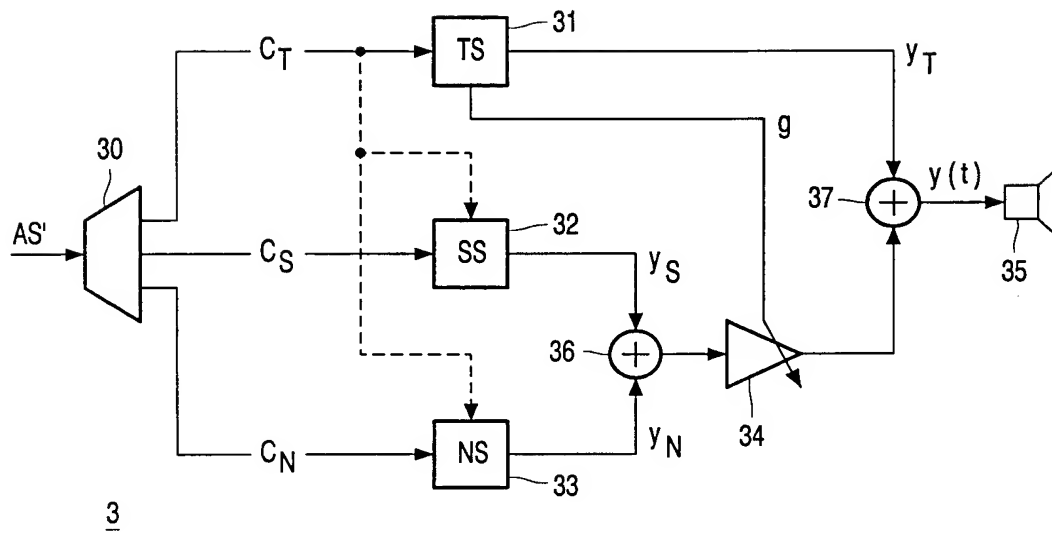 31
C_T
TS
y_T
g
30
y(t)
37
AS'
32
35
C_S
SS
y_S
36
34
y_N
C_N
NS
33
3